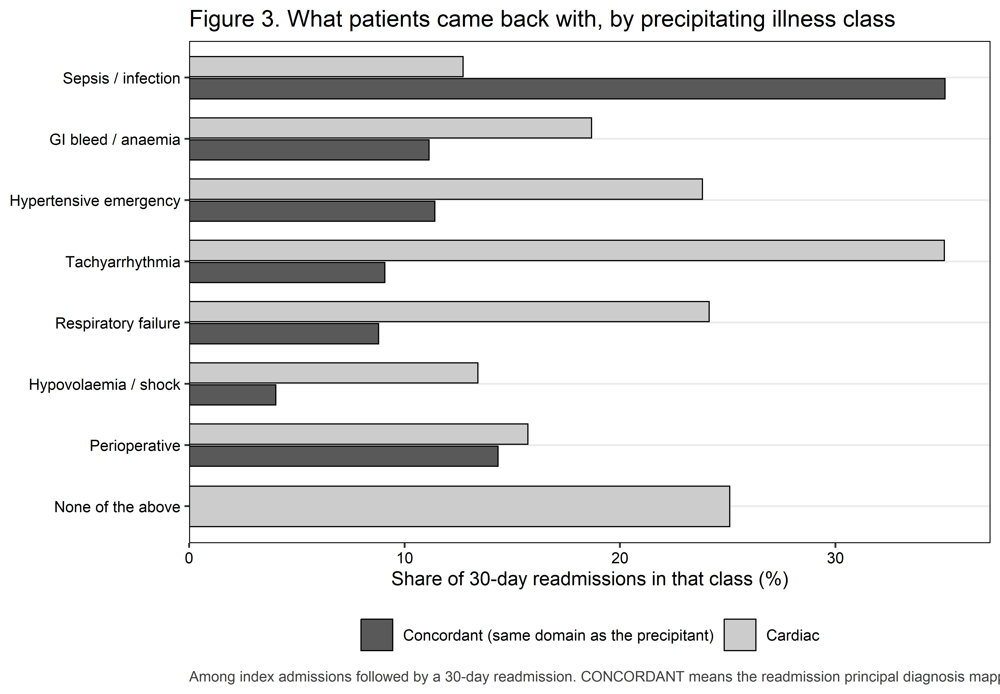 Figure 3. What patients came back with, by precipitating illness class
Sepsis / infection
GI bleed / anaemia
Hypertensive emergency
Tachyarrhythmia
Respiratory failure
Hypovolaemia / shock
Perioperative
None of the above
0 10 20 30
Share of 30-day readmissions in that class (%)
Concordant (same domain as the precipitant) Cardiac
Among index admissions followed by a 30-day readmission. CONCORDANT means the readmission principal diagnosis